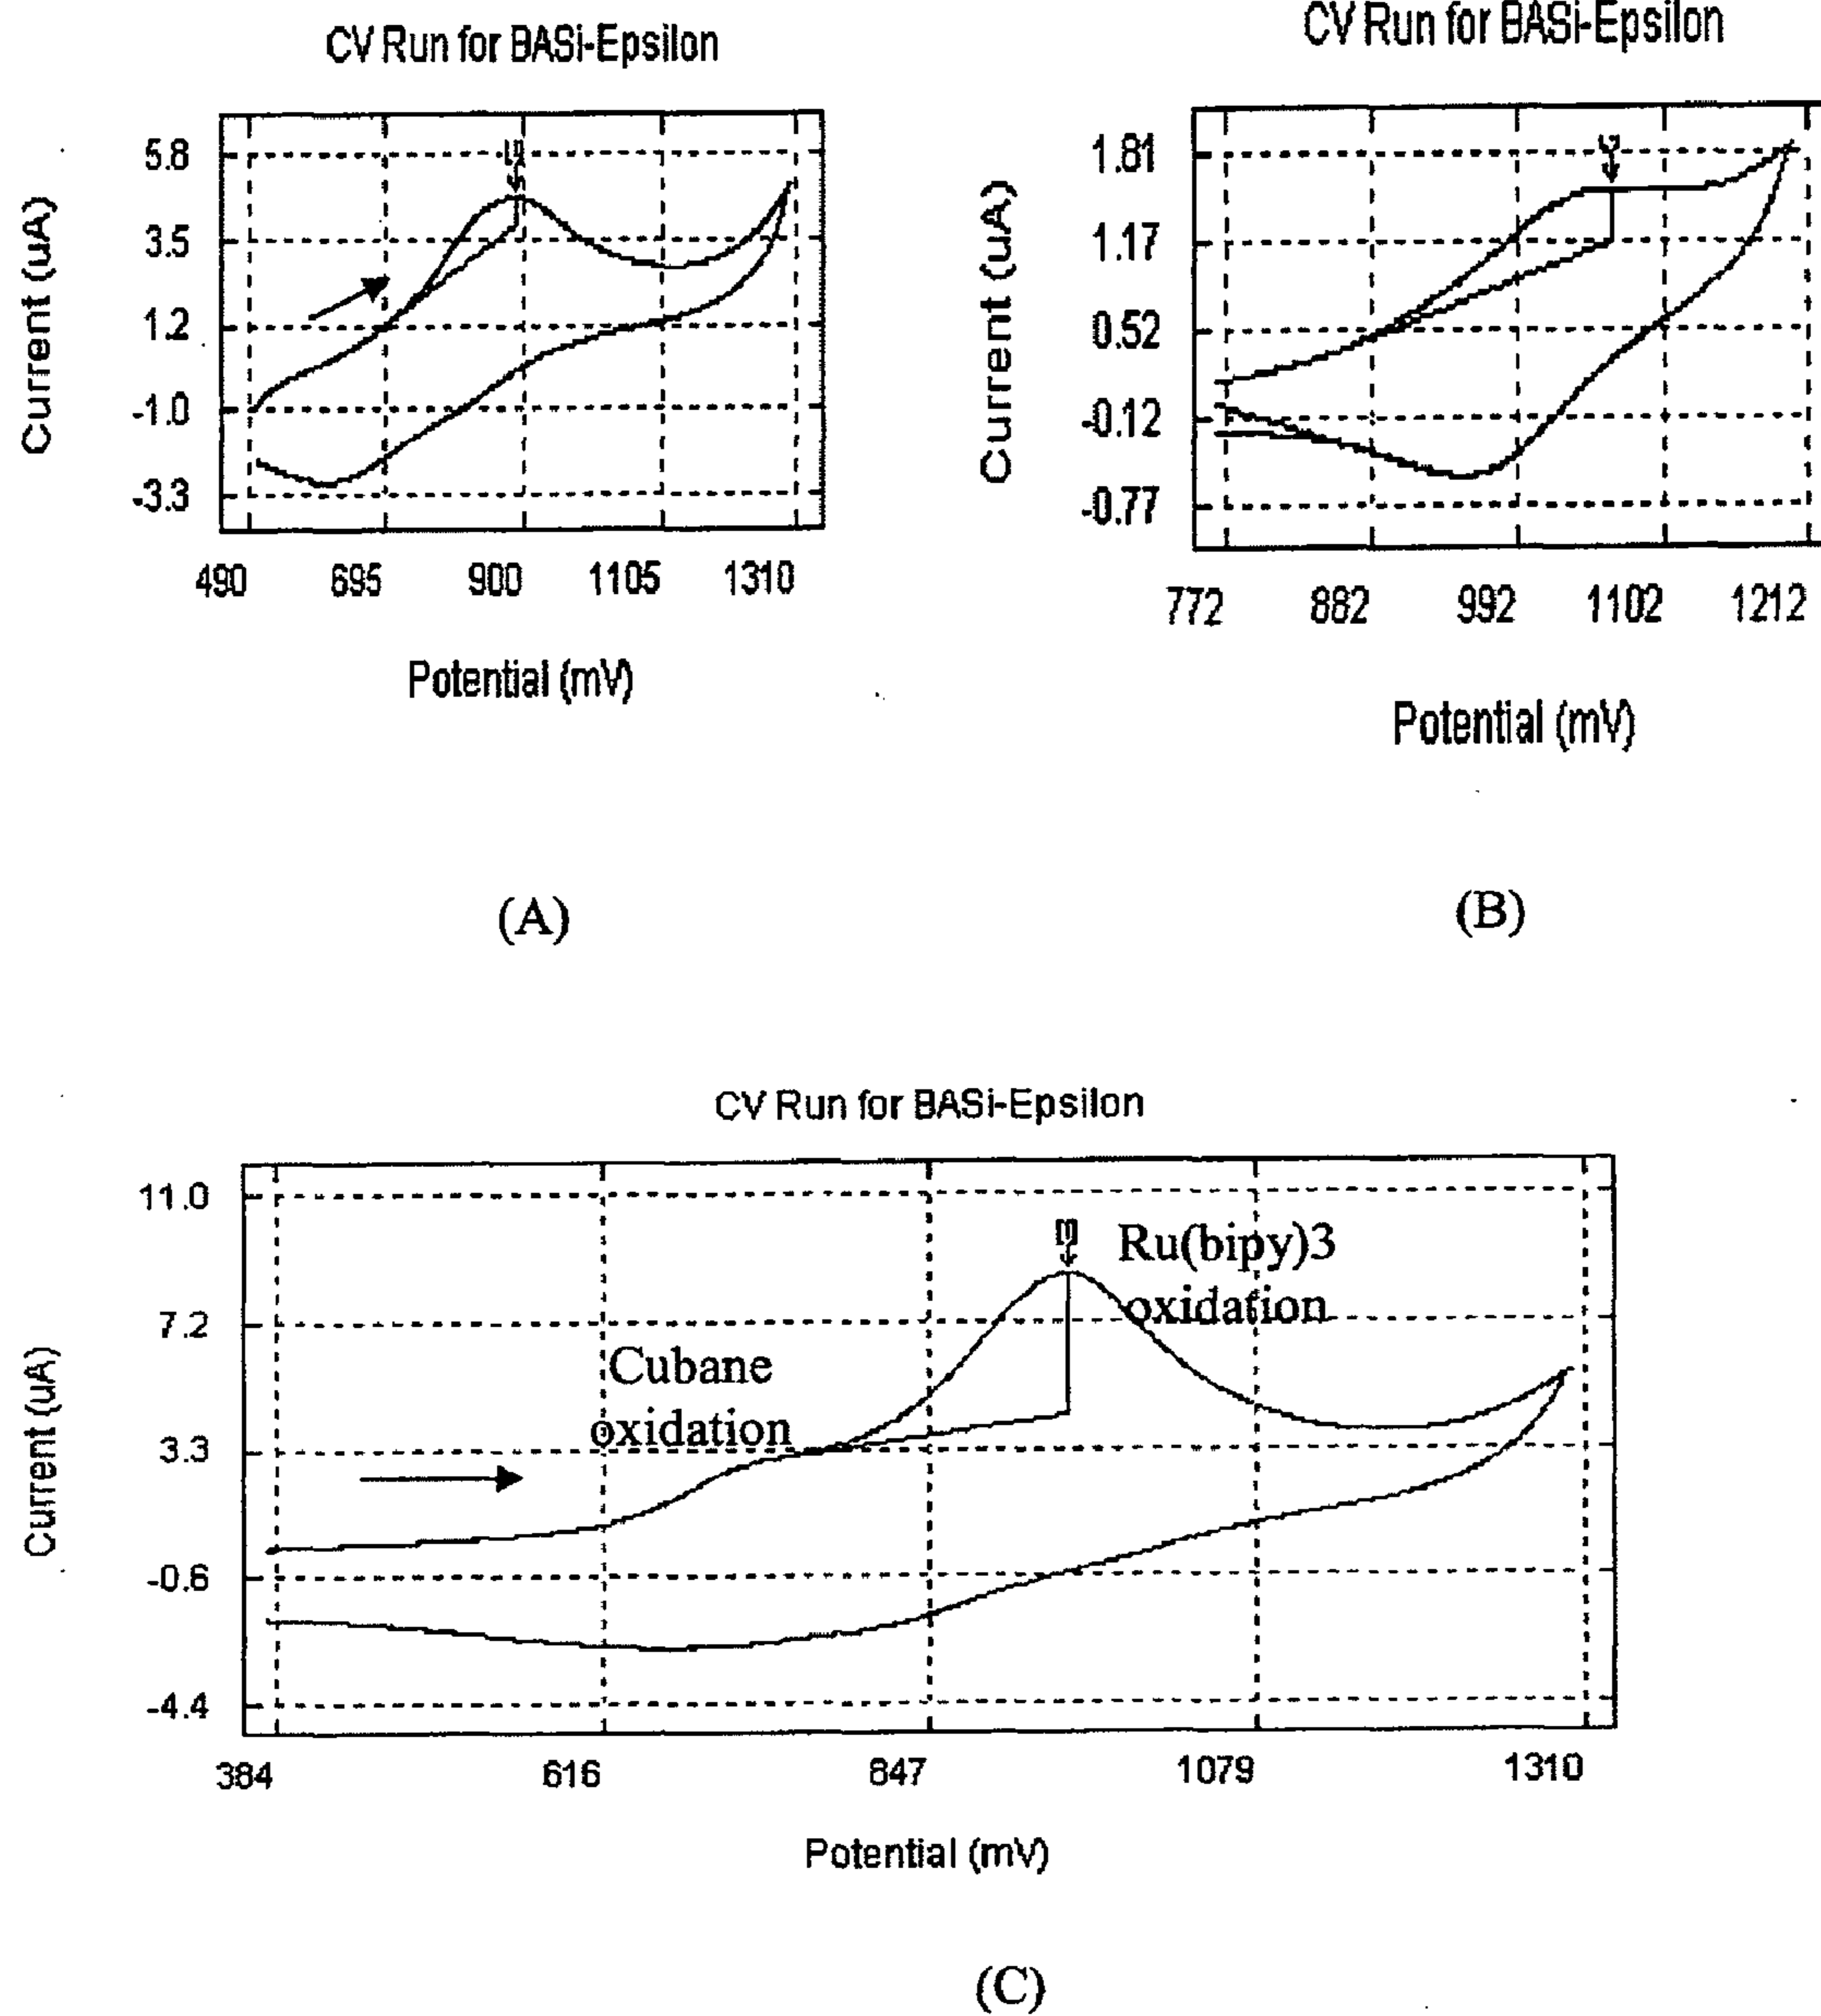 CV Run for BASi-Epsilon
Current (uA)
5.8
3.5
1.2
-1.0
-3.3
490 695 900 1105 1310
Potential (mV)
(A)
CV Run for BASi-Epsilon
Current (uA)
1.81
1.17
0.52
-0.12
-0.77
772 882 992 1102 1212
Potential (mV)
(B)
CV Run for BASi-Epsilon
Current (uA)
11.0
7.2
3.3
-0.6
-4.4
Ru(bipy)3
oxidation
Cubane
oxidation
384 616 847 1079 1310
Potential (mV)
(C)